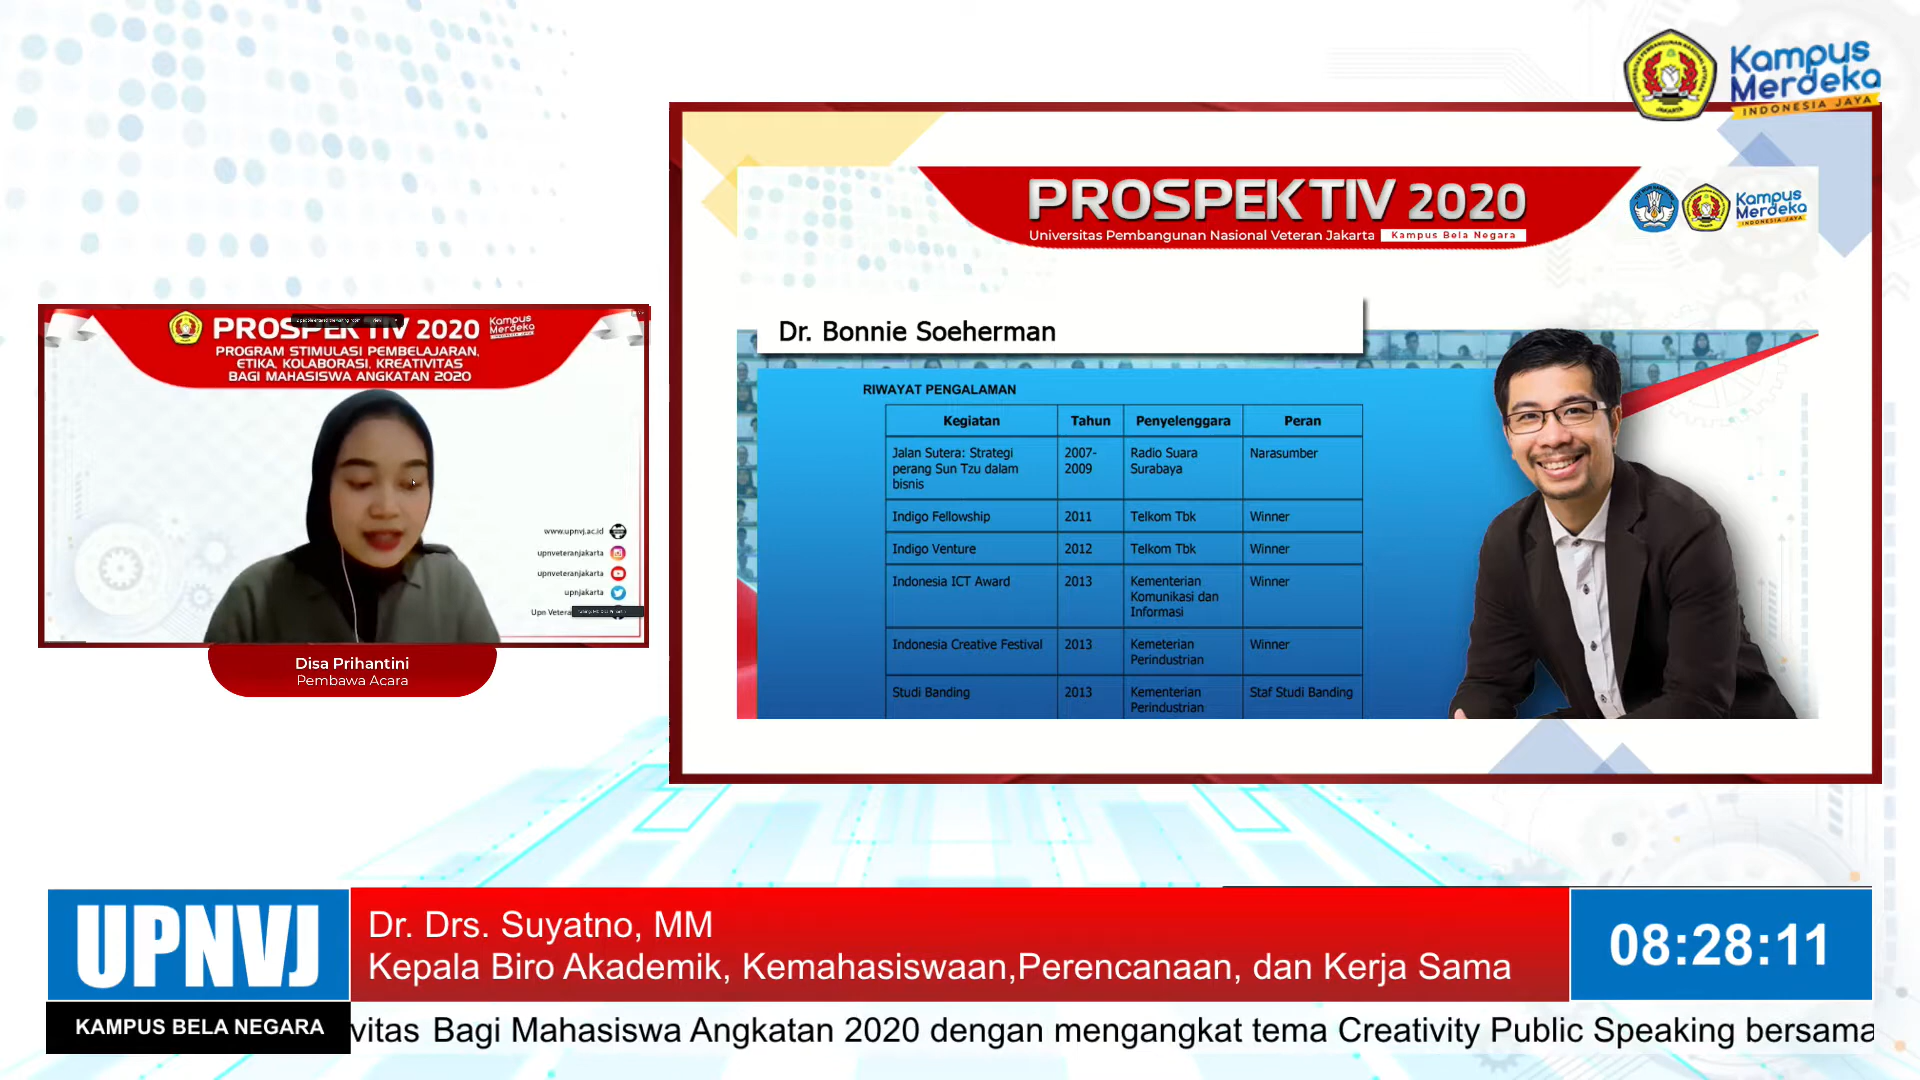 Kampus
Merdeka
INDONESIA JAYA
PROSPEKTIV 2020
Universitas Pembangunan Nasional Veteran Jakarta Kampus Bela Negara
Kampus
Merdeka
INDONESIA JAYA
Dr. Bonnie Soeherman
RIWAYAT PENGALAMAN
Kegiatan Tahun Penyelenggara Peran
Jalan Sutera: Strategi perang Sun Tzu dalam bisnis 2007-2009 Radio Suara Surabaya Narasumber
Indigo Fellowship 2011 Telkom Tbk Winner
Indigo Venture 2012 Telkom Tbk Winner
Indonesia ICT Award 2013 Kementerian Komunikasi dan Informasi Winner
Indonesia Creative Festival 2013 Kemeterian Perindustrian Winner
Studi Banding 2013 Kementerian Perindustrian Staf Studi Banding
PROSPEKTIV 2020
Kampus
Merdeka
PROGRAM STIMULASI PEMBELAJARAN,
ETIKA, KOLABORASI, KREATIVITAS
BAGI MAHASISWA ANGKATAN 2020
www.upnvj.ac.id
upnveteranjakarta
upnveteranjakarta
upnjakarta
Upn Vetera
Disa Prihantini
Pembawa Acara
UPNVJ
KAMPUS BELA NEGARA
Dr. Drs. Suyatno, MM
Kepala Biro Akademik, Kemahasiswaan,Perencanaan, dan Kerja Sama
08:28:11
vitas Bagi Mahasiswa Angkatan 2020 dengan mengangkat tema Creativity Public Speaking bersama